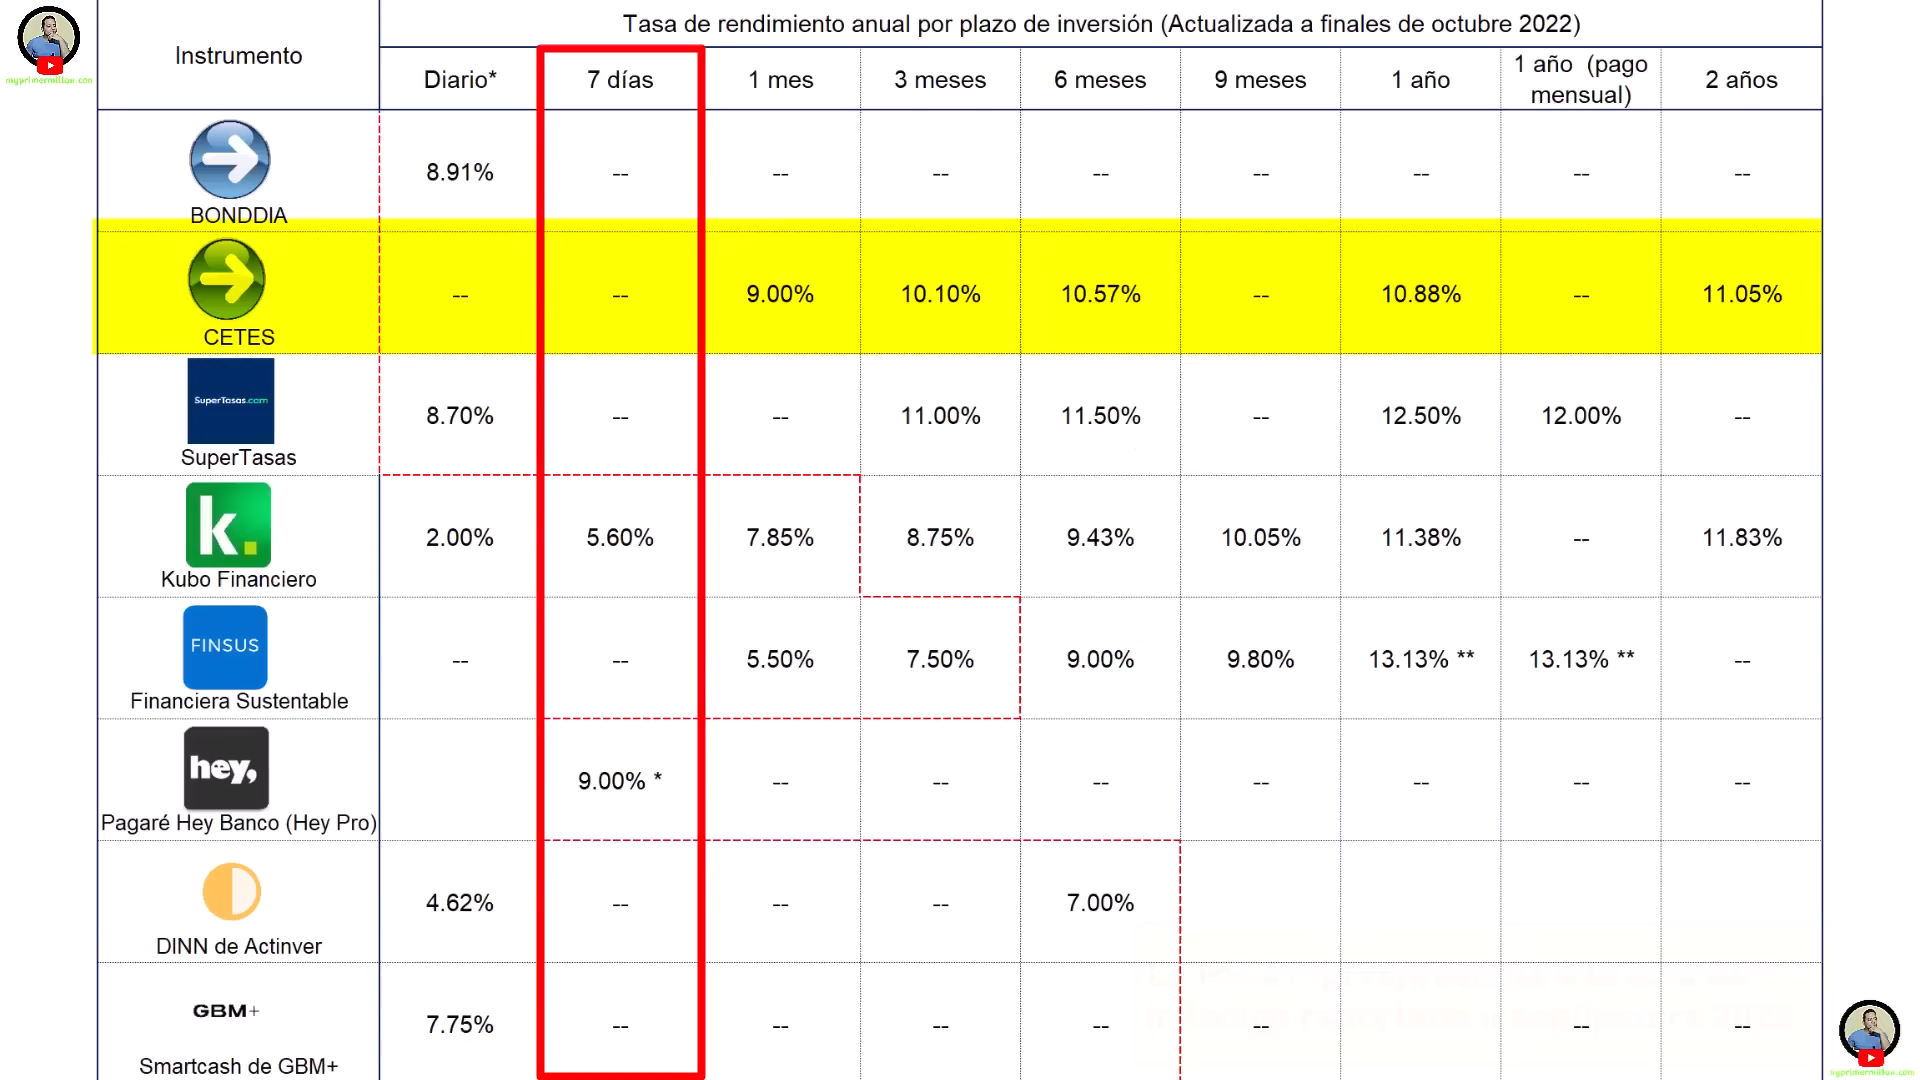 myprimermillon.com
Tasa de rendimiento anual por plazo de inversión (Actualizada a finales de octubre 2022)
Instrumento
Diario* 7 días 1 mes 3 meses 6 meses 9 meses 1 año 1 año (pago mensual) 2 años
BONDDIA 8.91% -- -- -- -- -- -- -- --
CETES -- -- 9.00% 10.10% 10.57% -- 10.88% -- 11.05%
SuperTasas.com
SuperTasas 8.70% -- -- 11.00% 11.50% -- 12.50% 12.00% --
k.
Kubo Financiero 2.00% 5.60% 7.85% 8.75% 9.43% 10.05% 11.38% -- 11.83%
FINSUS
Financiera Sustentable -- -- 5.50% 7.50% 9.00% 9.80% 13.13% ** 13.13% ** --
hey,
Pagaré Hey Banco (Hey Pro) 9.00% * -- -- -- -- -- -- --
DINN de Actinver 4.62% -- -- -- 7.00%
GBM+
Smartcash de GBM+ 7.75% -- -- -- -- -- -- --
myprimermillon.com